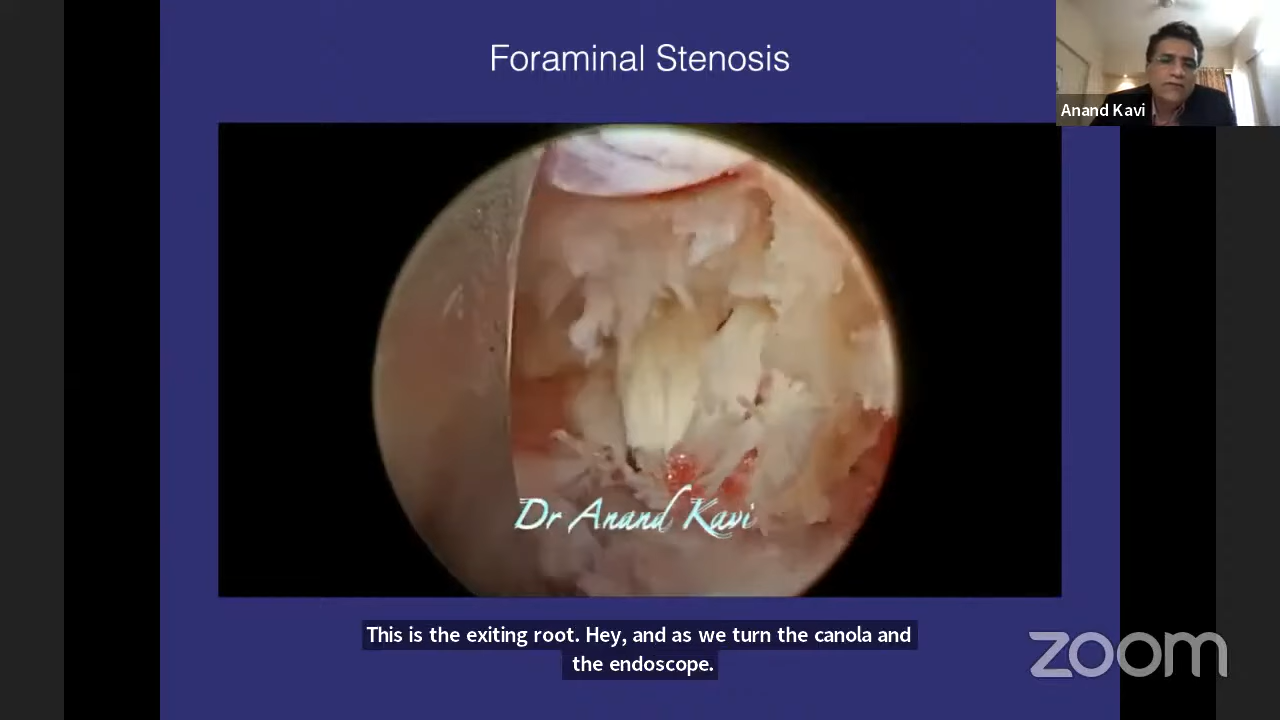 Foraminal Stenosis
Anand Kavi
Dr Anand Kavi
This is the exiting root. Hey, and as we turn the canola and
the endoscope.
zoom